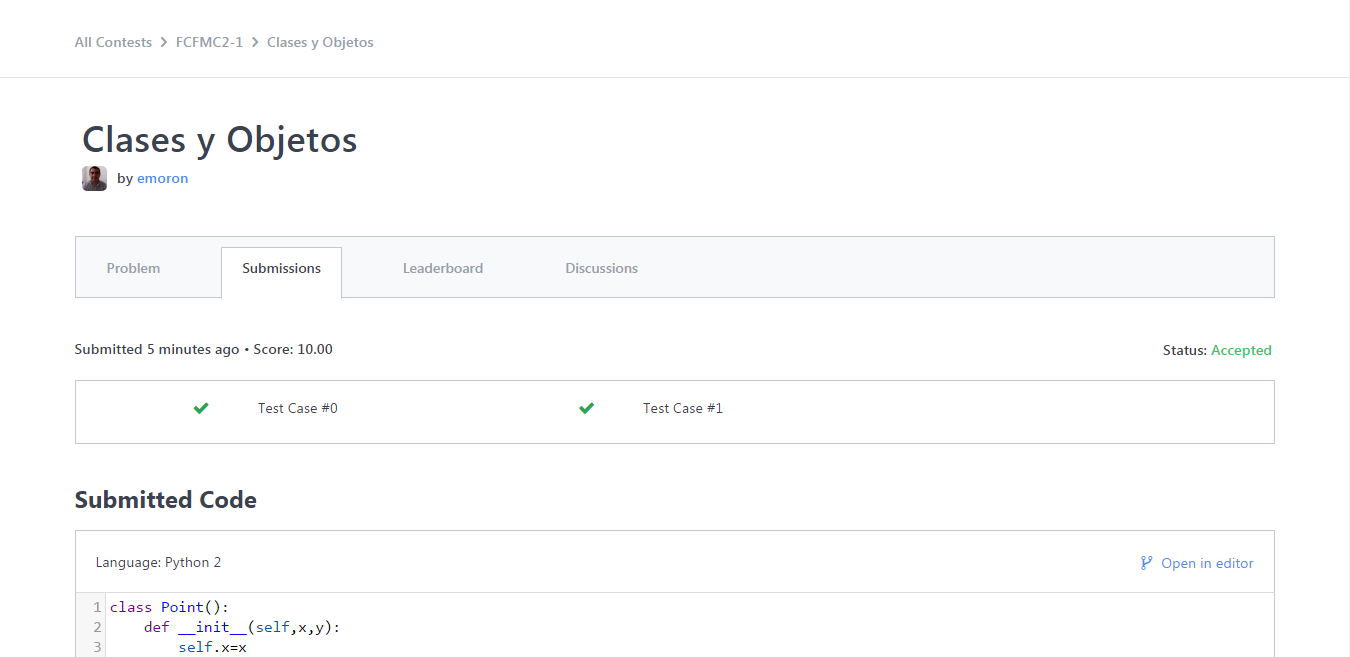 All Contests > FCFMC2-1 > Clases y Objetos
Clases y Objetos
by emoron
Problem
Submissions
Leaderboard
Discussions
Submitted 5 minutes ago • Score: 10.00
Status: Accepted
Test Case #0
Test Case #1
Submitted Code
Language: Python 2
Open in editor
1 class Point():
2     def __init__(self,x,y):
3         self.x=x